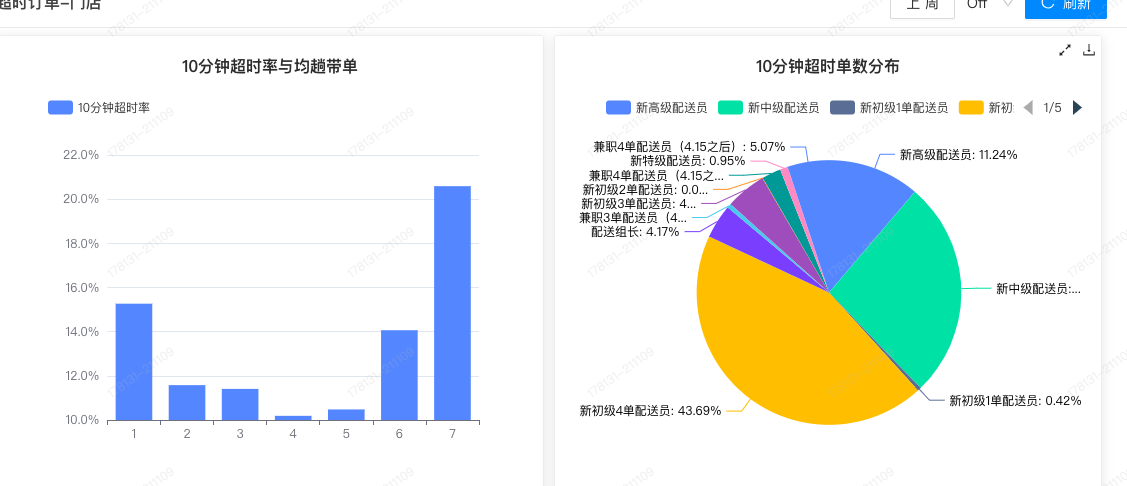 超时订单-门店
上 周
Off
刷新
10分钟超时率与均趟带单
10分钟超时率
22.0%
20.0%
18.0%
16.0%
14.0%
12.0%
10.0%
1 2 3 4 5 6 7
10分钟超时单数分布
新高级配送员 新中级配送员 新初级1单配送员 新初 1/5
兼职4单配送员（4.15之后）: 5.07%
新特级配送员: 0.95%
兼职4单配送员（4.15之...
新初级2单配送员: 0.0...
新初级3单配送员: 4...
兼职3单配送员（4...
配送组长: 4.17%
新高级配送员: 11.24%
新中级配送员:...
新初级1单配送员: 0.42%
新初级4单配送员: 43.69%
178131-211109